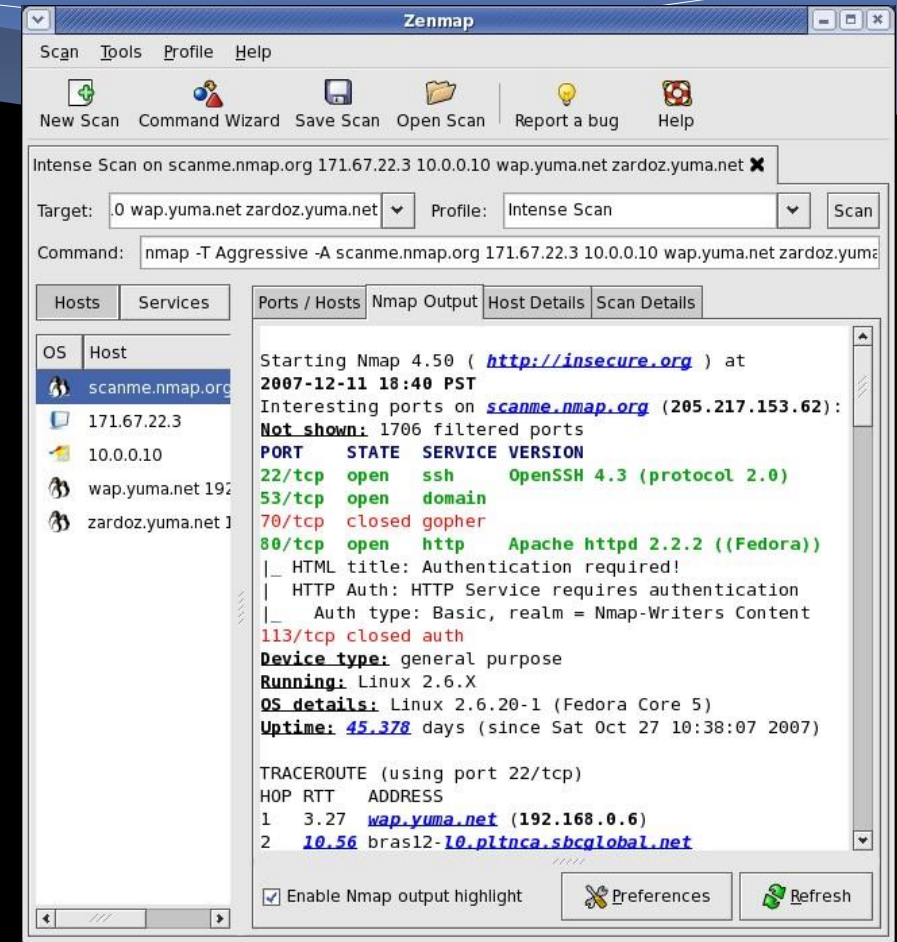 Zenmap
Scan Tools Profile Help
New Scan Command Wizard Save Scan Open Scan Report a bug Help
Intense Scan on scanme.nmap.org 171.67.22.3 10.0.0.10 wap.yuma.net zardoz.yuma.net
Target: .0 wap.yuma.net zardoz.yuma.net Profile: Intense Scan Scan
Command: nmap -T Aggressive -A scanme.nmap.org 171.67.22.3 10.0.0.10 wap.yuma.net zardoz.yuma
Hosts Services
OS Host
scanme.nmap.org
171.67.22.3
10.0.0.10
wap.yuma.net 192
zardoz.yuma.net 1
Ports / Hosts Nmap Output Host Details Scan Details
Starting Nmap 4.50 ( http://insecure.org ) at
2007-12-11 18:40 PST
Interesting ports on scanme.nmap.org (205.217.153.62):
Not shown: 1706 filtered ports
PORT STATE SERVICE VERSION
22/tcp open ssh OpenSSH 4.3 (protocol 2.0)
53/tcp open domain
70/tcp closed gopher
80/tcp open http Apache httpd 2.2.2 ((Fedora))
|_ HTML title: Authentication required!
| HTTP Auth: HTTP Service requires authentication
|_ Auth type: Basic, realm = Nmap-Writers Content
113/tcp closed auth
Device type: general purpose
Running: Linux 2.6.X
OS details: Linux 2.6.20-1 (Fedora Core 5)
Uptime: 45.378 days (since Sat Oct 27 10:38:07 2007)
TRACEROUTE (using port 22/tcp)
HOP RTT ADDRESS
1 3.27 wap.yuma.net (192.168.0.6)
2 10.56 bras12-l0.pltnca.sbcglobal.net
Enable Nmap output highlight Preferences Refresh